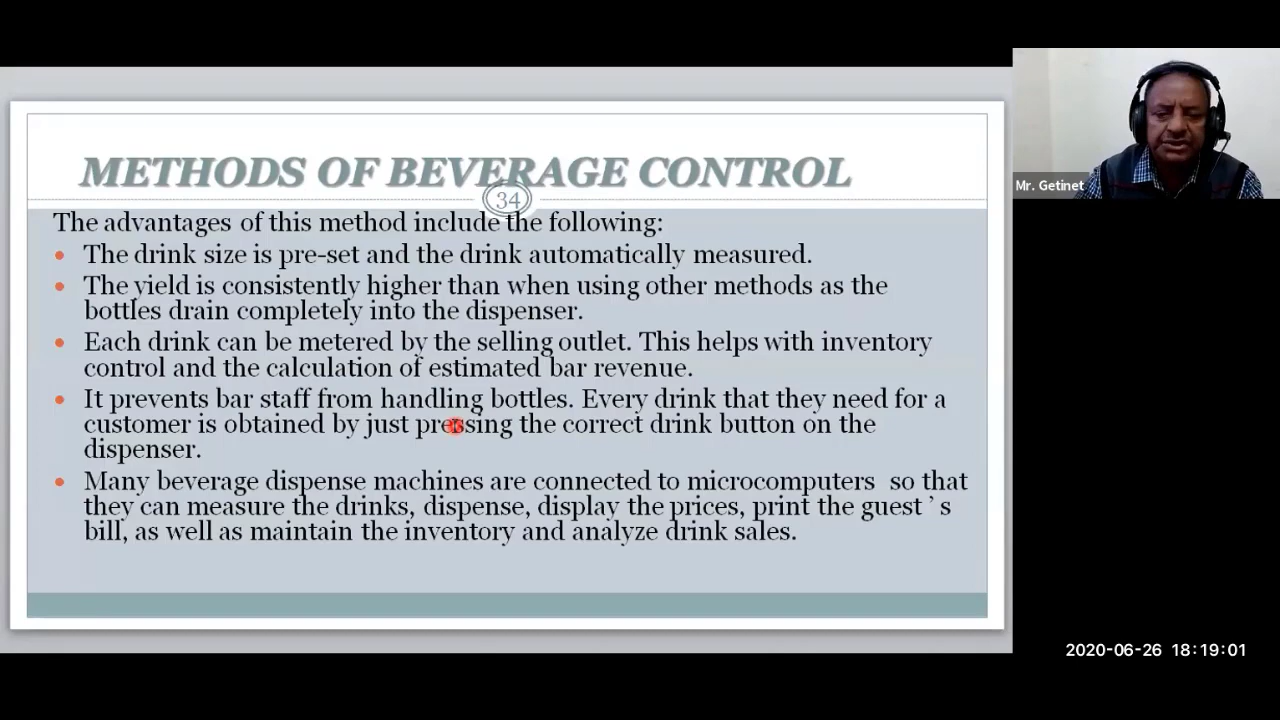 METHODS OF BEVERAGE CONTROL
34
The advantages of this method include the following:
The drink size is pre-set and the drink automatically measured.
The yield is consistently higher than when using other methods as the
bottles drain completely into the dispenser.
Each drink can be metered by the selling outlet. This helps with inventory
control and the calculation of estimated bar revenue.
It prevents bar staff from handling bottles. Every drink that they need for a
customer is obtained by just pressing the correct drink button on the
dispenser.
Many beverage dispense machines are connected to microcomputers so that
they can measure the drinks, dispense, display the prices, print the guest ’ s
bill, as well as maintain the inventory and analyze drink sales.
Mr. Getinet
2020-06-26 18:19:01